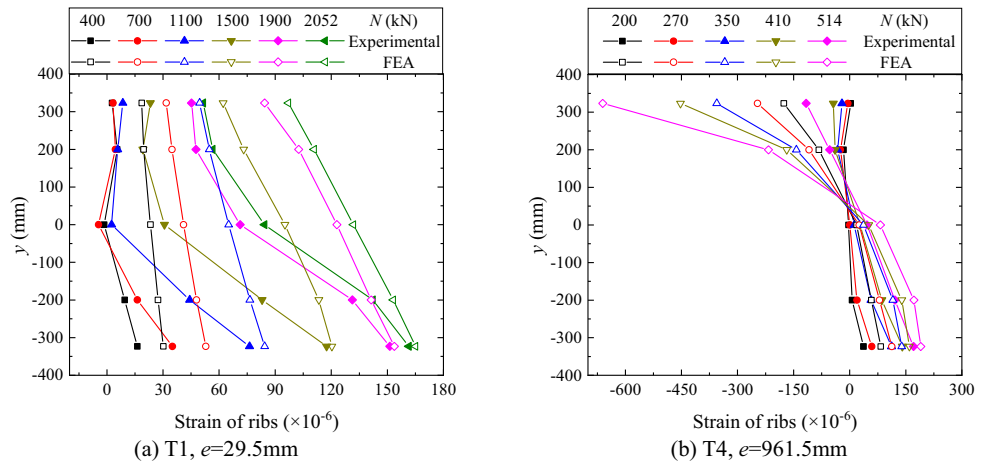 400 700 1100 1500 1900 2052 N (kN)
Experimental
FEA
400
300
200
100
0
-100
-200
-300
-400
y (mm)
0 30 60 90 120 150 180
Strain of ribs (×10⁻⁶)
(a) T1, e=29.5mm
200 270 350 410 514 N (kN)
Experimental
FEA
400
300
200
100
0
-100
-200
-300
-400
y (mm)
-600 -450 -300 -150 0 150 300
Strain of ribs (×10⁻⁶)
(b) T4, e=961.5mm